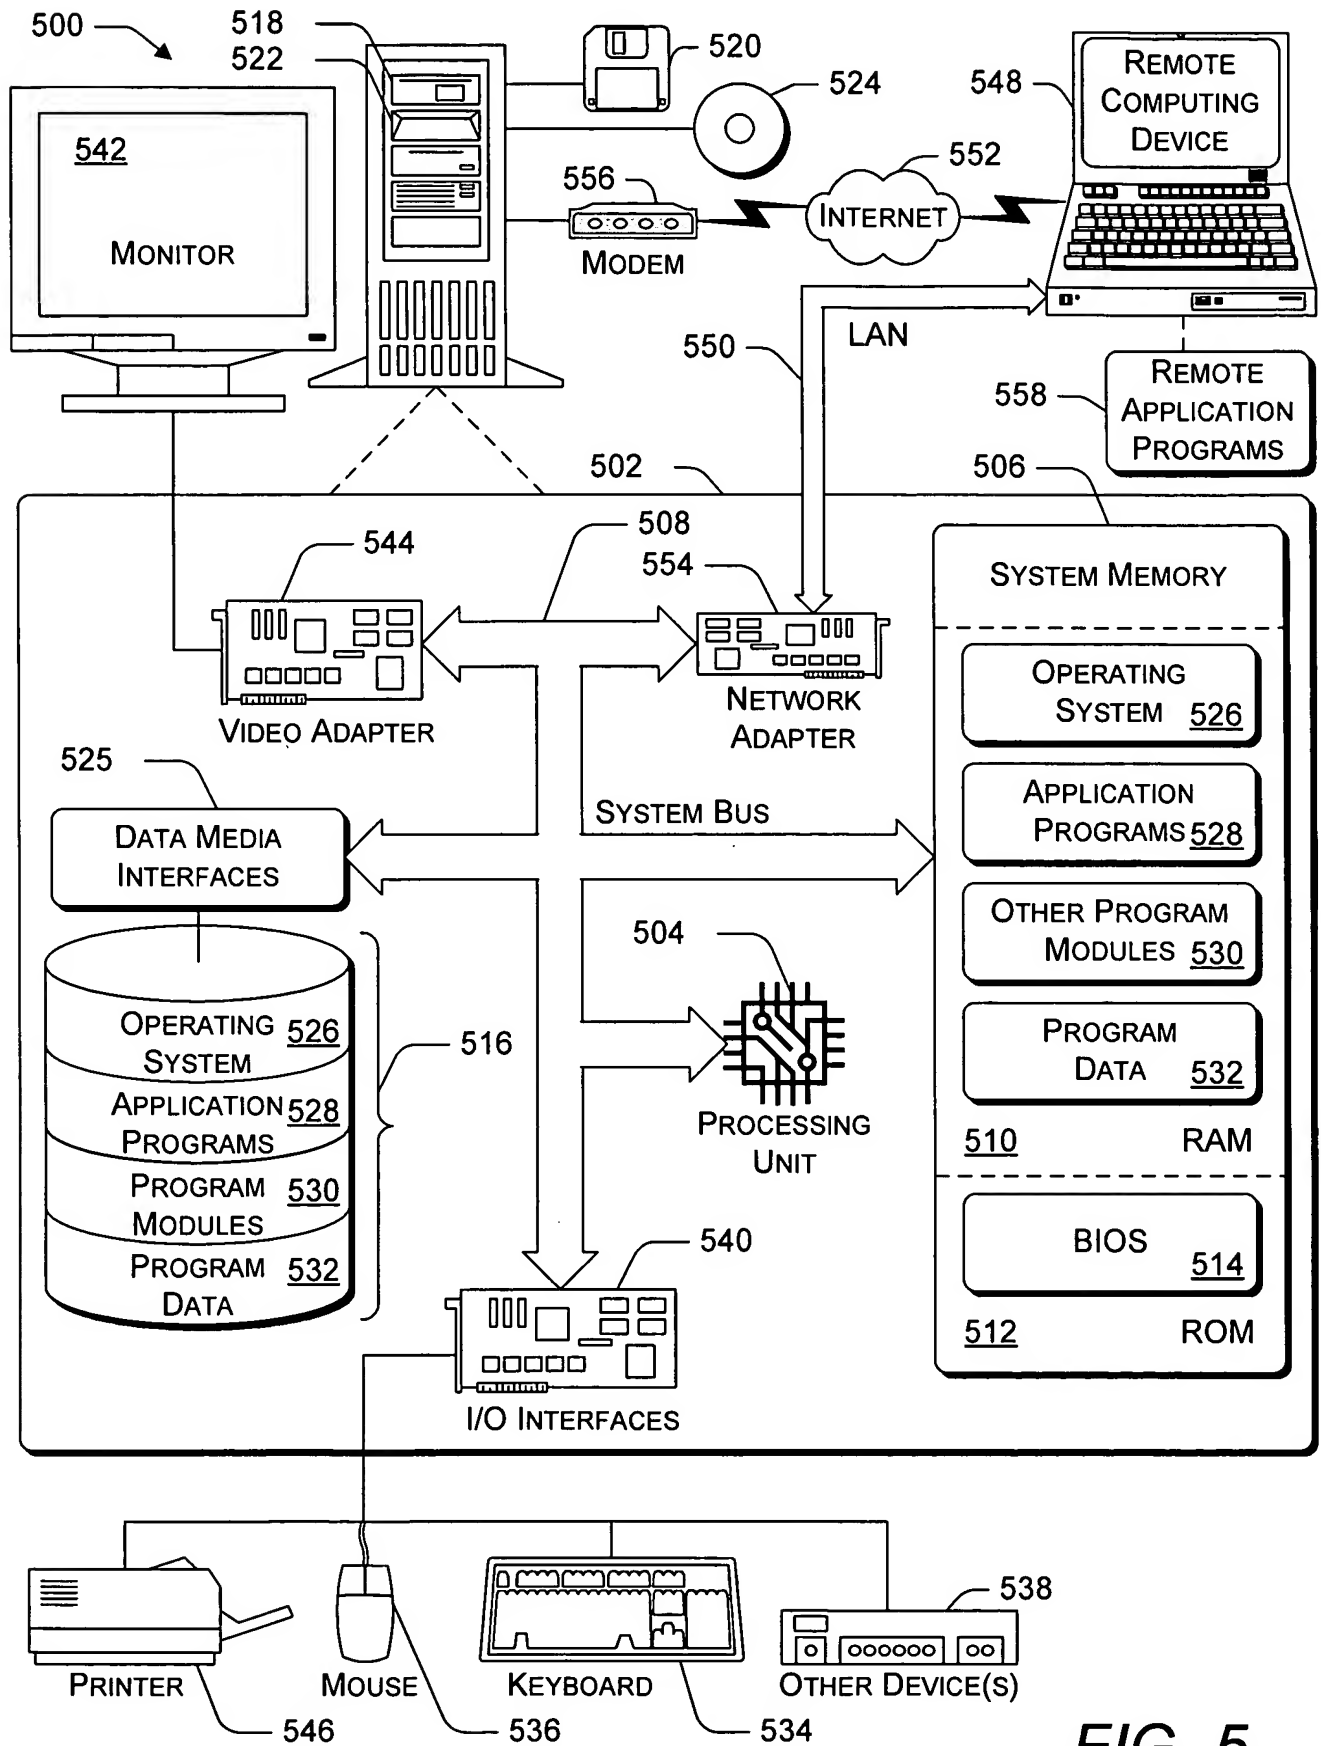 500
518
522
520
524
548
REMOTE
COMPUTING
DEVICE
542
MONITOR
556
MODEM
552
INTERNET
550
LAN
558
REMOTE
APPLICATION
PROGRAMS
502
506
544
508
554
VIDEO ADAPTER
NETWORK
ADAPTER
SYSTEM MEMORY
OPERATING
SYSTEM 526
APPLICATION
PROGRAMS 528
OTHER PROGRAM
MODULES 530
PROGRAM
DATA 532
510 RAM
BIOS
514
512 ROM
525
DATA MEDIA
INTERFACES
SYSTEM BUS
504
PROCESSING
UNIT
OPERATING 526
SYSTEM
APPLICATION 528
PROGRAMS
PROGRAM 530
MODULES
PROGRAM 532
DATA
516
540
I/O INTERFACES
538
PRINTER
MOUSE
KEYBOARD
OTHER DEVICE(S)
546
536
534
FIG. 5